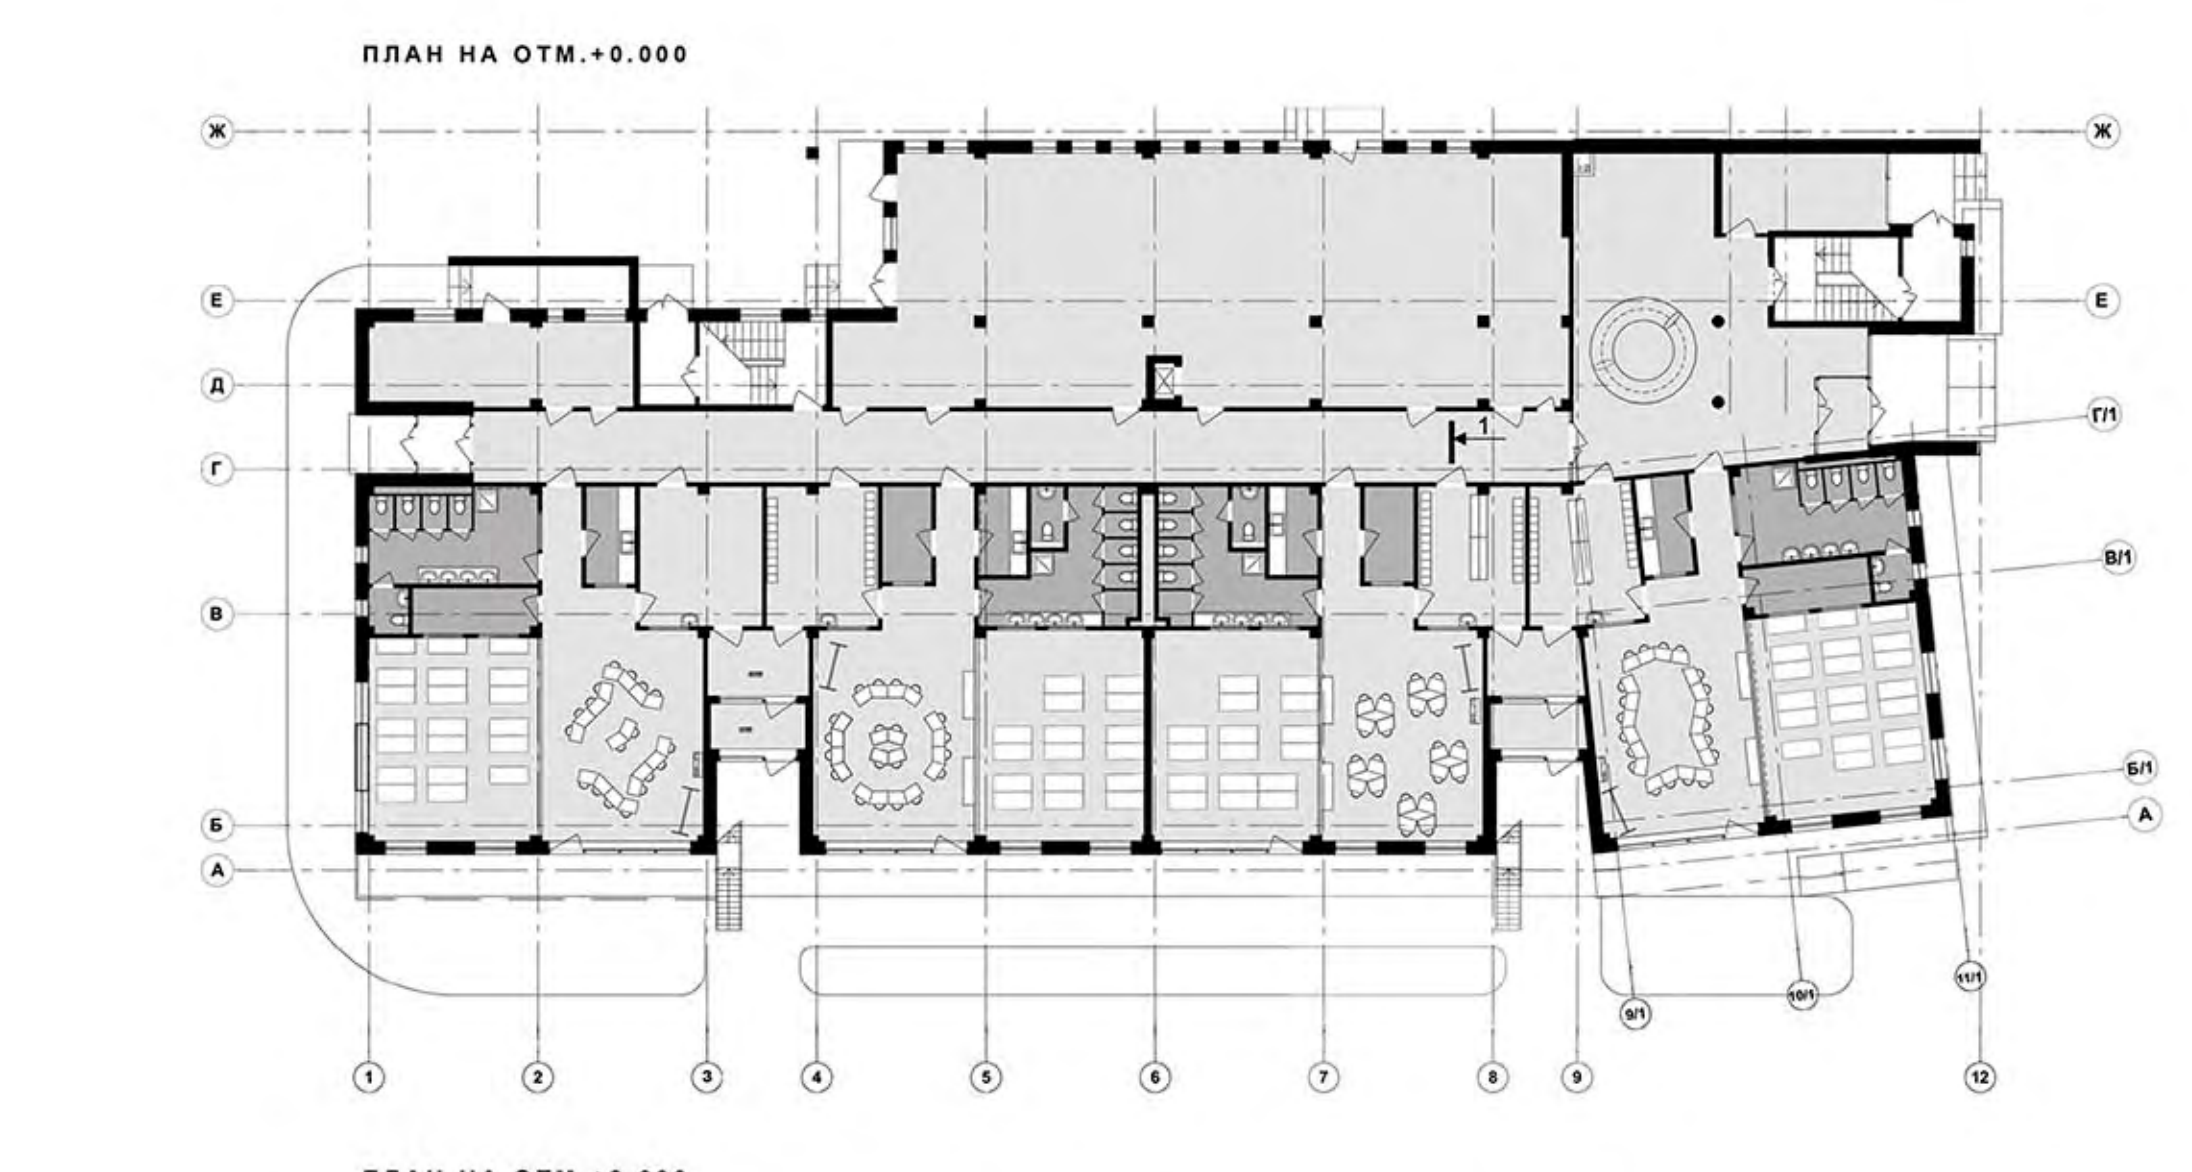 ПЛАН НА ОТМ.+0.000
Ж Ж
Е Е
Д
Г/1
1
Г
В/1
В
Б/1
А
Б
А
11/1
10/1
9/1
1 2 3 4 5 6 7 8 9 12